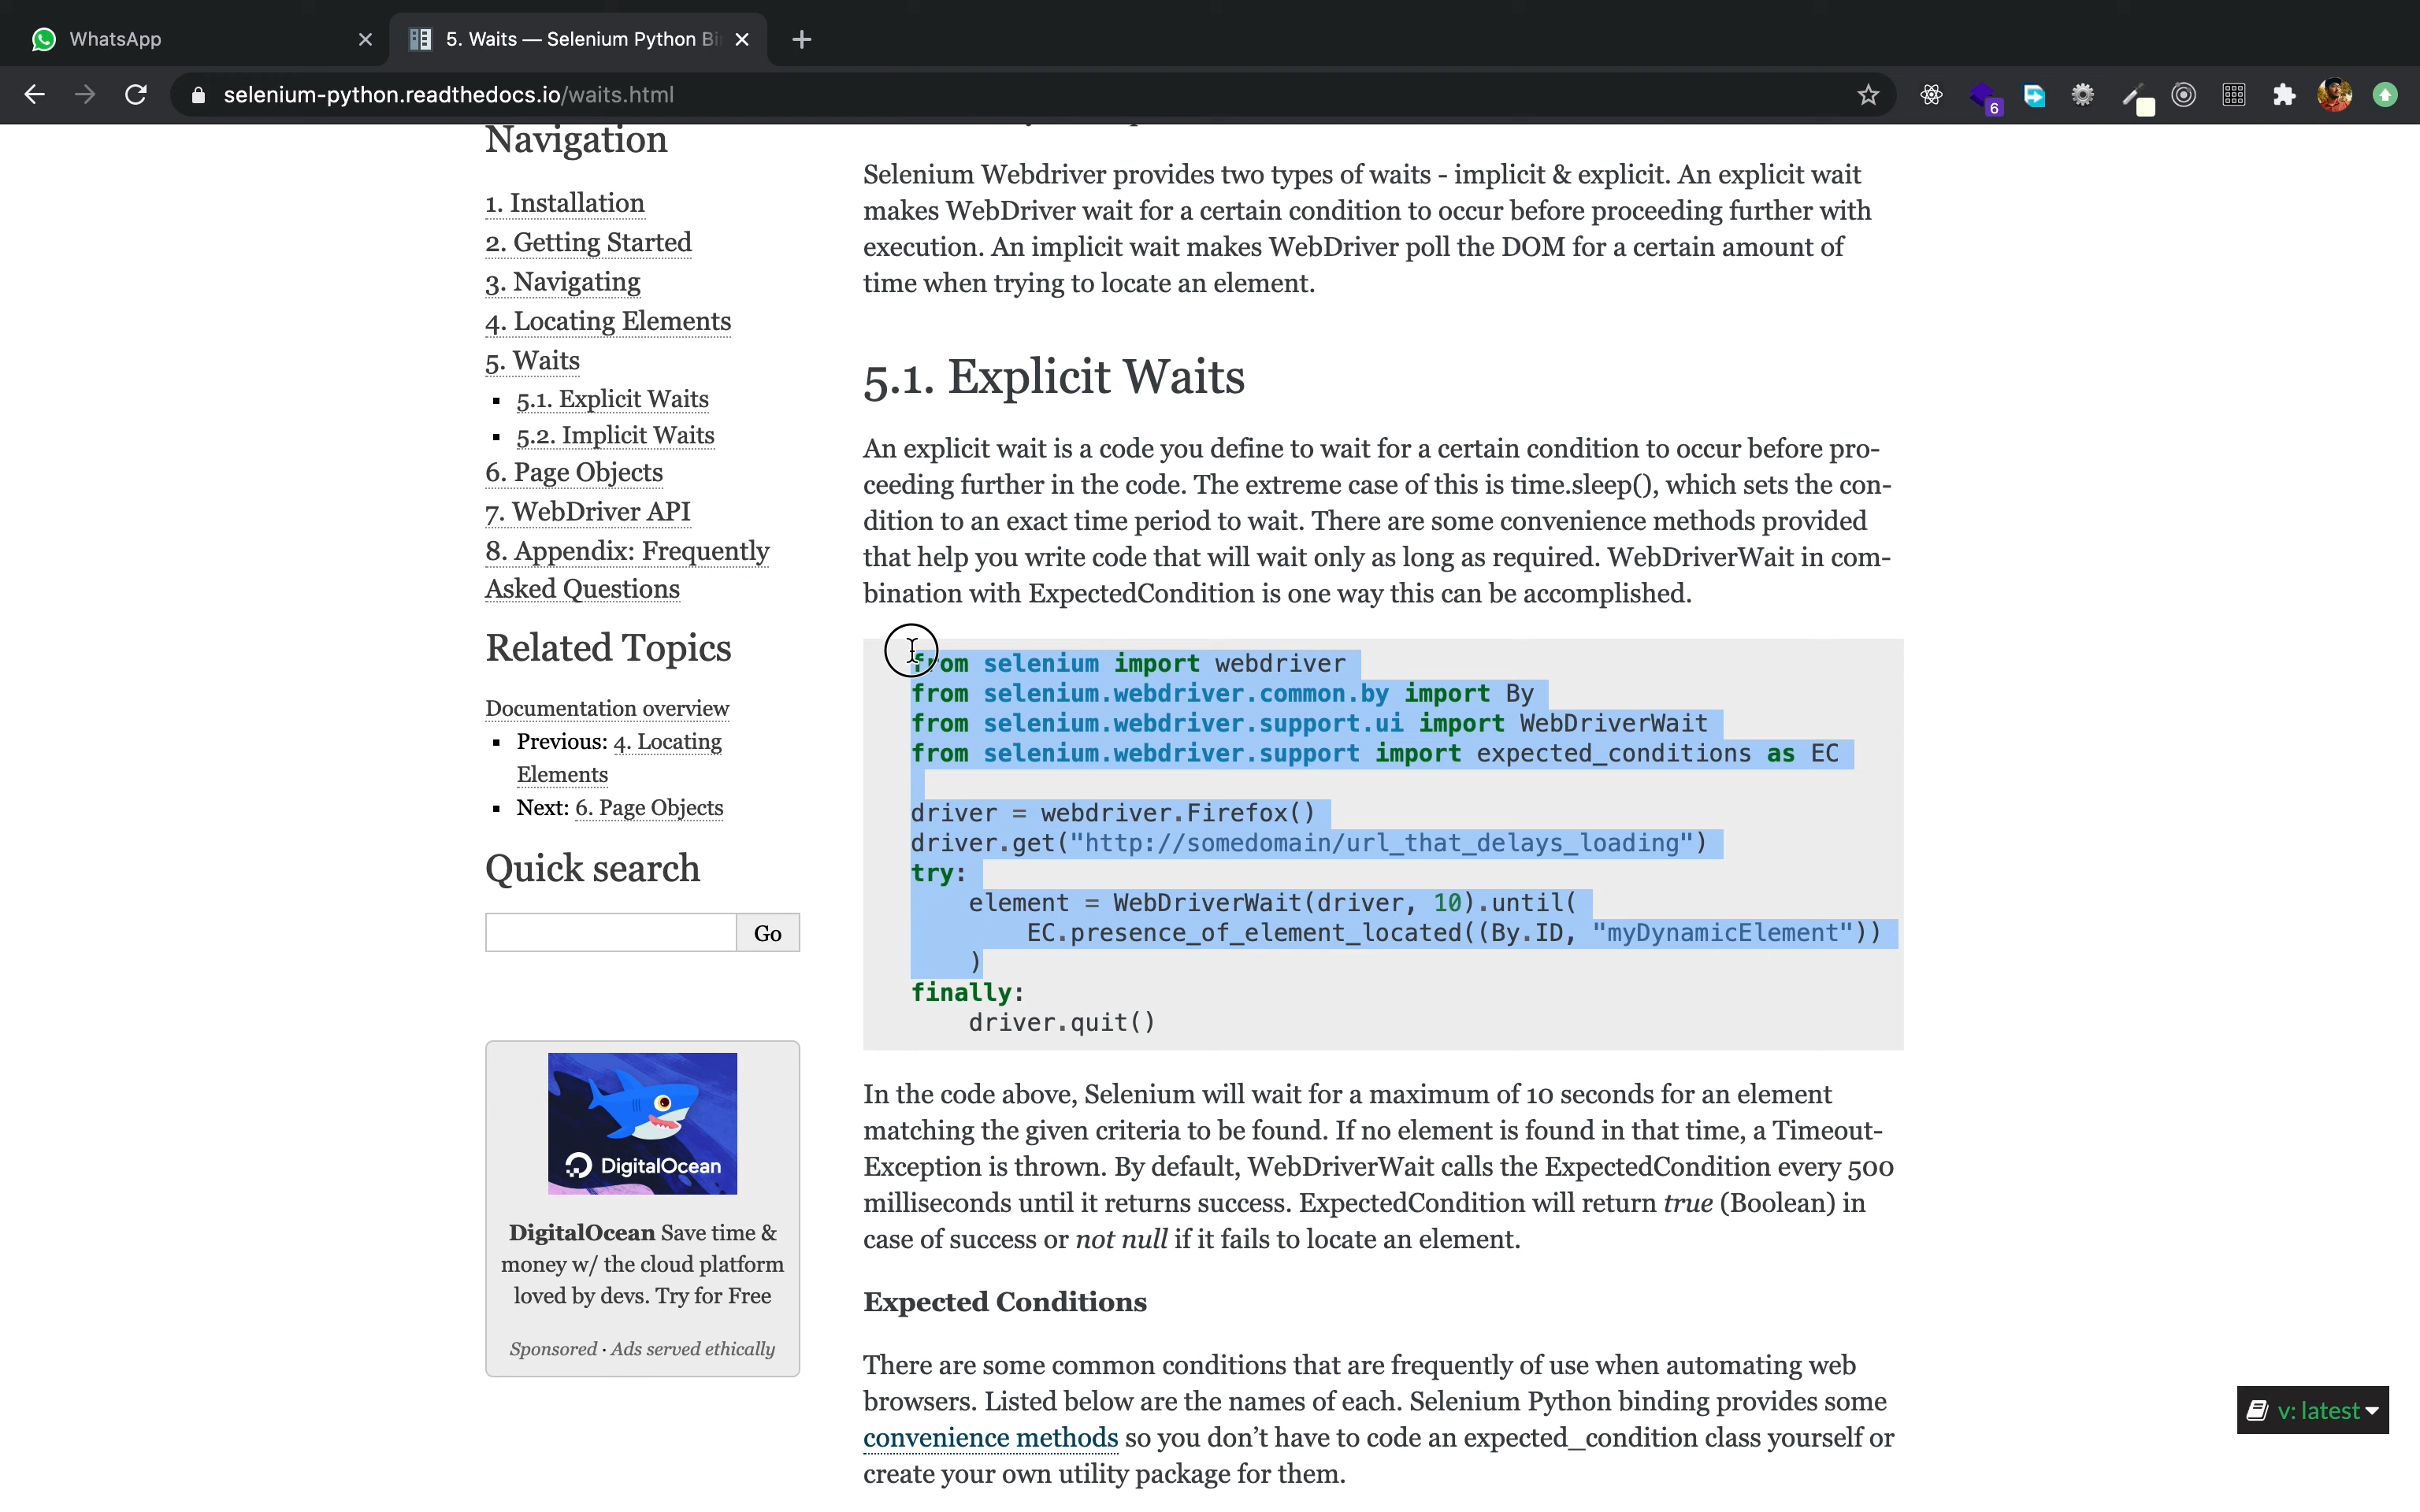 WhatsApp
5. Waits — Selenium Python Bi
selenium-python.readthedocs.io/waits.html
6
Navigation
1. Installation
2. Getting Started
3. Navigating
4. Locating Elements
5. Waits
5.1. Explicit Waits
5.2. Implicit Waits
6. Page Objects
7. WebDriver API
8. Appendix: Frequently
Asked Questions
Related Topics
Documentation overview
Previous: 4. Locating
Elements
Next: 6. Page Objects
Quick search
Go
DigitalOcean
DigitalOcean Save time &
money w/ the cloud platform
loved by devs. Try for Free
Sponsored · Ads served ethically
Selenium Webdriver provides two types of waits - implicit & explicit. An explicit wait
makes WebDriver wait for a certain condition to occur before proceeding further with
execution. An implicit wait makes WebDriver poll the DOM for a certain amount of
time when trying to locate an element.
5.1. Explicit Waits
An explicit wait is a code you define to wait for a certain condition to occur before pro-
ceeding further in the code. The extreme case of this is time.sleep(), which sets the con-
dition to an exact time period to wait. There are some convenience methods provided
that help you write code that will wait only as long as required. WebDriverWait in com-
bination with ExpectedCondition is one way this can be accomplished.
from selenium import webdriver
from selenium.webdriver.common.by import By
from selenium.webdriver.support.ui import WebDriverWait
from selenium.webdriver.support import expected_conditions as EC
driver = webdriver.Firefox()
driver.get("http://somedomain/url_that_delays_loading")
try:
    element = WebDriverWait(driver, 10).until(
        EC.presence_of_element_located((By.ID, "myDynamicElement"))
    )
finally:
    driver.quit()
In the code above, Selenium will wait for a maximum of 10 seconds for an element
matching the given criteria to be found. If no element is found in that time, a Timeout-
Exception is thrown. By default, WebDriverWait calls the ExpectedCondition every 500
milliseconds until it returns success. ExpectedCondition will return true (Boolean) in
case of success or not null if it fails to locate an element.
Expected Conditions
There are some common conditions that are frequently of use when automating web
browsers. Listed below are the names of each. Selenium Python binding provides some
convenience methods so you don't have to code an expected_condition class yourself or
create your own utility package for them.
v: latest